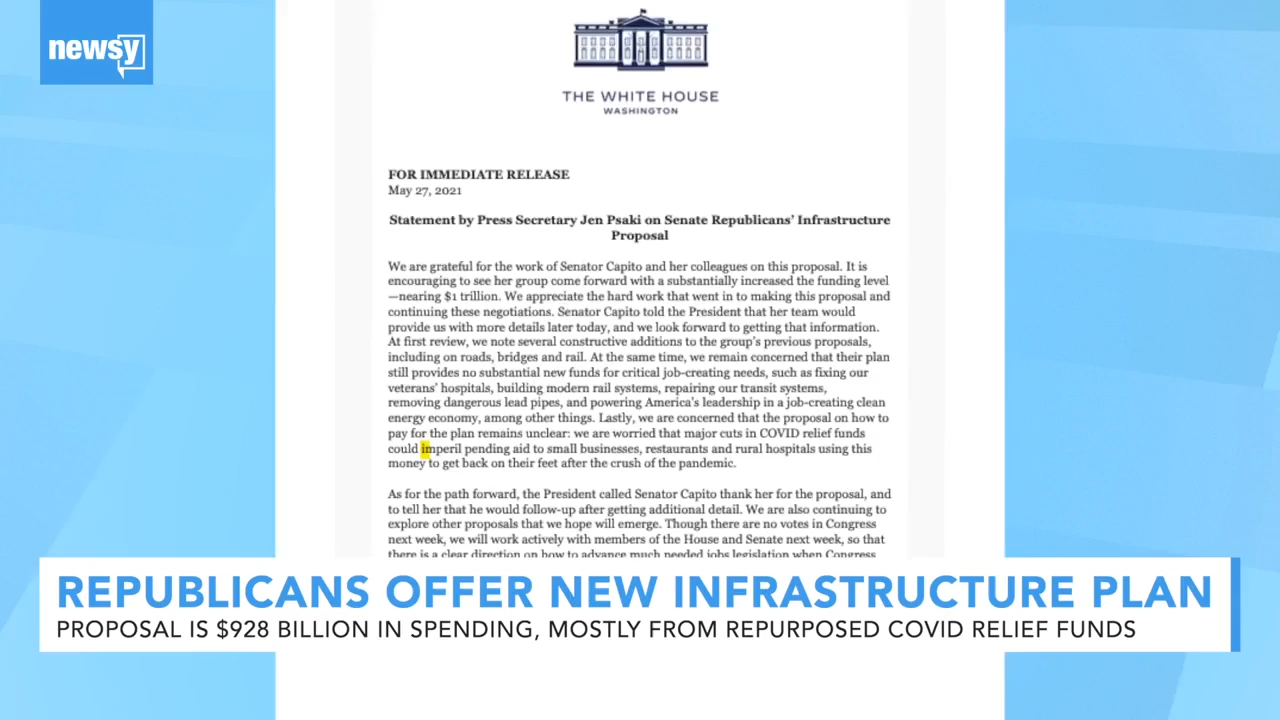 newsy
THE WHITE HOUSE
WASHINGTON
FOR IMMEDIATE RELEASE
May 27, 2021
Statement by Press Secretary Jen Psaki on Senate Republicans’ Infrastructure
Proposal
We are grateful for the work of Senator Capito and her colleagues on this proposal. It is
encouraging to see her group come forward with a substantially increased the funding level
—nearing $1 trillion. We appreciate the hard work that went in to making this proposal and
continuing these negotiations. Senator Capito told the President that her team would
provide us with more details later today, and we look forward to getting that information.
At first review, we note several constructive additions to the group’s previous proposals,
including on roads, bridges and rail. At the same time, we remain concerned that their plan
still provides no substantial new funds for critical job-creating needs, such as fixing our
veterans’ hospitals, building modern rail systems, repairing our transit systems,
removing dangerous lead pipes, and powering America’s leadership in a job-creating clean
energy economy, among other things. Lastly, we are concerned that the proposal on how to
pay for the plan remains unclear: we are worried that major cuts in COVID relief funds
could imperil pending aid to small businesses, restaurants and rural hospitals using this
money to get back on their feet after the crush of the pandemic.
As for the path forward, the President called Senator Capito thank her for the proposal, and
to tell her that he would follow-up after getting additional detail. We are also continuing to
explore other proposals that we hope will emerge. Though there are no votes in Congress
next week, we will work actively with members of the House and Senate next week, so that
there is a clear direction on how to advance much needed jobs legislation when Congress
REPUBLICANS OFFER NEW INFRASTRUCTURE PLAN
PROPOSAL IS $928 BILLION IN SPENDING, MOSTLY FROM REPURPOSED COVID RELIEF FUNDS